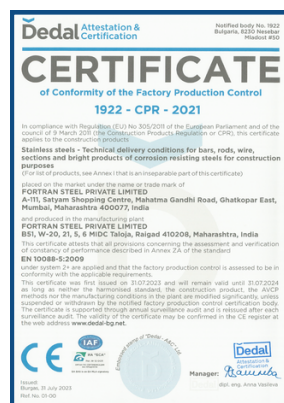 Dedal Attestation &
Certification
Notified body No. 1922
Bulgaria, 8230 Nesebar
Mladost #50
CERTIFICATE
of Conformity of the Factory Production Control
1922 - CPR - 2021
In compliance with Regulation (EU) No 305/2011 of the European Parliament and of the
council of 9 March 2011 (the Construction Products Regulation or CPR), this certificate
applies to the construction products
Stainless steels - Technical delivery conditions for bars, rods, wire,
sections and bright products of corrosion resisting steels for construction
purposes
(For list of products, see Annex I that is an inseparable part of this certificate)
placed on the market under the name or trade mark of
FORTRAN STEEL PRIVATE LIMITED
A-111, Satyam Shopping Centre, Mahatma Gandhi Road, Ghatkopar East,
Mumbai, Maharashtra 400077, India
and produced in the manufacturing plant
FORTRAN STEEL PRIVATE LIMITED
B51, W-20, 21, 5, 6 MIDC Taloja, Raigad 410208, Maharashtra, India
This certificate attests that all provisions concerning the assessment and verification
of constancy of performance described in Annex ZA of the standard
EN 10088-5:2009
under system 2+ are applied and that the factory production control is assessed to be in
conformity with the applicable requirements.
This certificate was first issued on 31.07.2023 and will remain valid until 31.07.2024
as long as neither the harmonised standard, the construction product, the AVCP
methods nor the manufacturing conditions in the plant are modified significantly, unless
suspended or withdrawn by the notified factory production control certification body.
The certificate is supported through annual surveillance audit and is reissued after each
surveillance audit. The validity of the certificate may be confirmed in the CE register at
the web address www.dedal-bg.net.
CE
IAF
Dedal
Attestation &
Certification
Manager:
dipl. eng. Anna Vasileva
Issued:
Burgas, 31 July 2023
Ref. No. 01-00